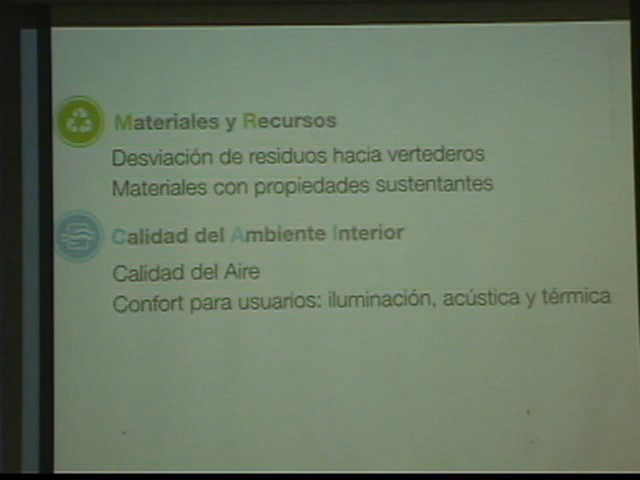 Materiales y Recursos
Desviación de residuos hacia vertederos
Materiales con propiedades sustentantes
Calidad del Ambiente Interior
Calidad del Aire
Confort para usuarios: iluminación, acústica y térmica